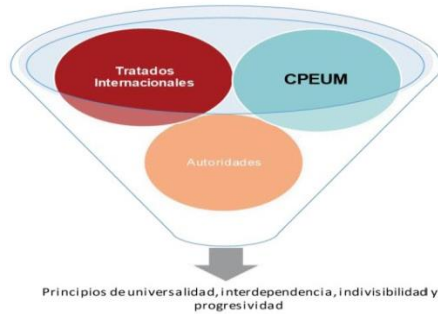 Tratados
Internacionales
CPEUM
Autoridades
Principios de universalidad, interdependencia, indivisibilidad y
progresividad